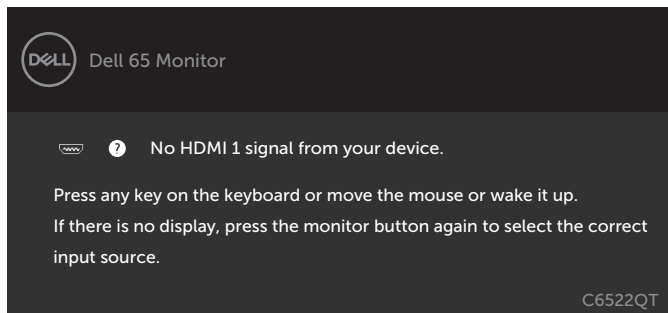 DELL
Dell 65 Monitor
? No HDMI 1 signal from your device.
Press any key on the keyboard or move the mouse or wake it up.
If there is no display, press the monitor button again to select the correct
input source.
C6522QT